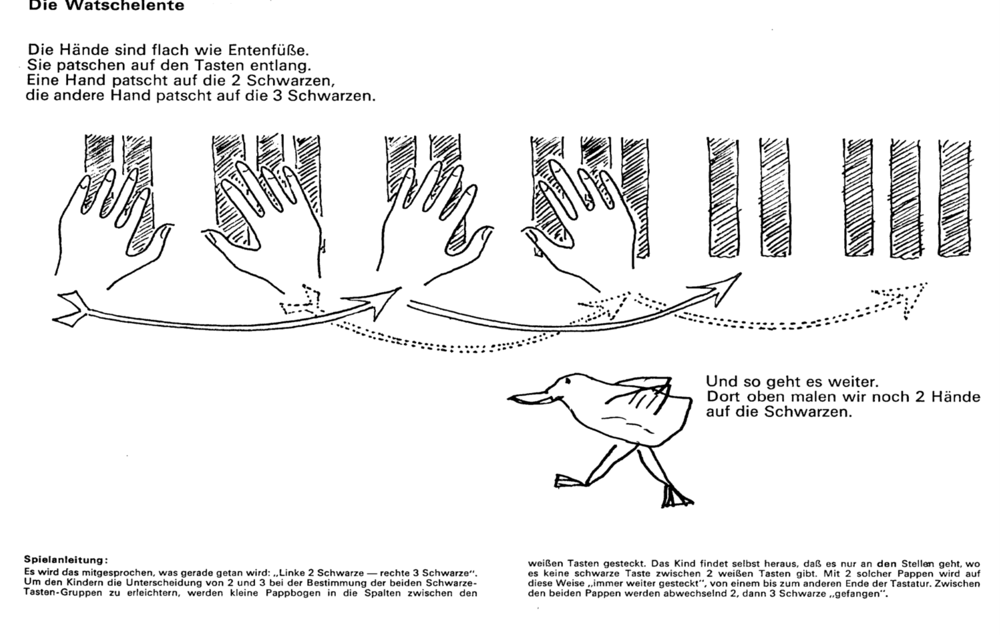 Die Watschelente
Die Hände sind flach wie Entenfüße.
Sie patschen auf den Tasten entlang.
Eine Hand patscht auf die 2 Schwarzen,
die andere Hand patscht auf die 3 Schwarzen.
Und so geht es weiter.
Dort oben malen wir noch 2 Hände
auf die Schwarzen.
Spielanleitung:
Es wird das mitgesprochen, was gerade getan wird: „Linke 2 Schwarze — rechte 3 Schwarze“.
Um den Kindern die Unterscheidung von 2 und 3 bei der Bestimmung der beiden Schwarze-
Tasten-Gruppen zu erleichtern, werden kleine Pappbogen in die Spalten zwischen den
weißen Tasten gesteckt. Das Kind findet selbst heraus, daß es nur an den Stellen geht, wo
es keine schwarze Taste zwischen 2 weißen Tasten gibt. Mit 2 solcher Pappen wird auf
diese Weise „immer weiter gesteckt“, von einem bis zum anderen Ende der Tastatur. Zwischen
den beiden Pappen werden abwechselnd 2, dann 3 Schwarze „gefangen“.